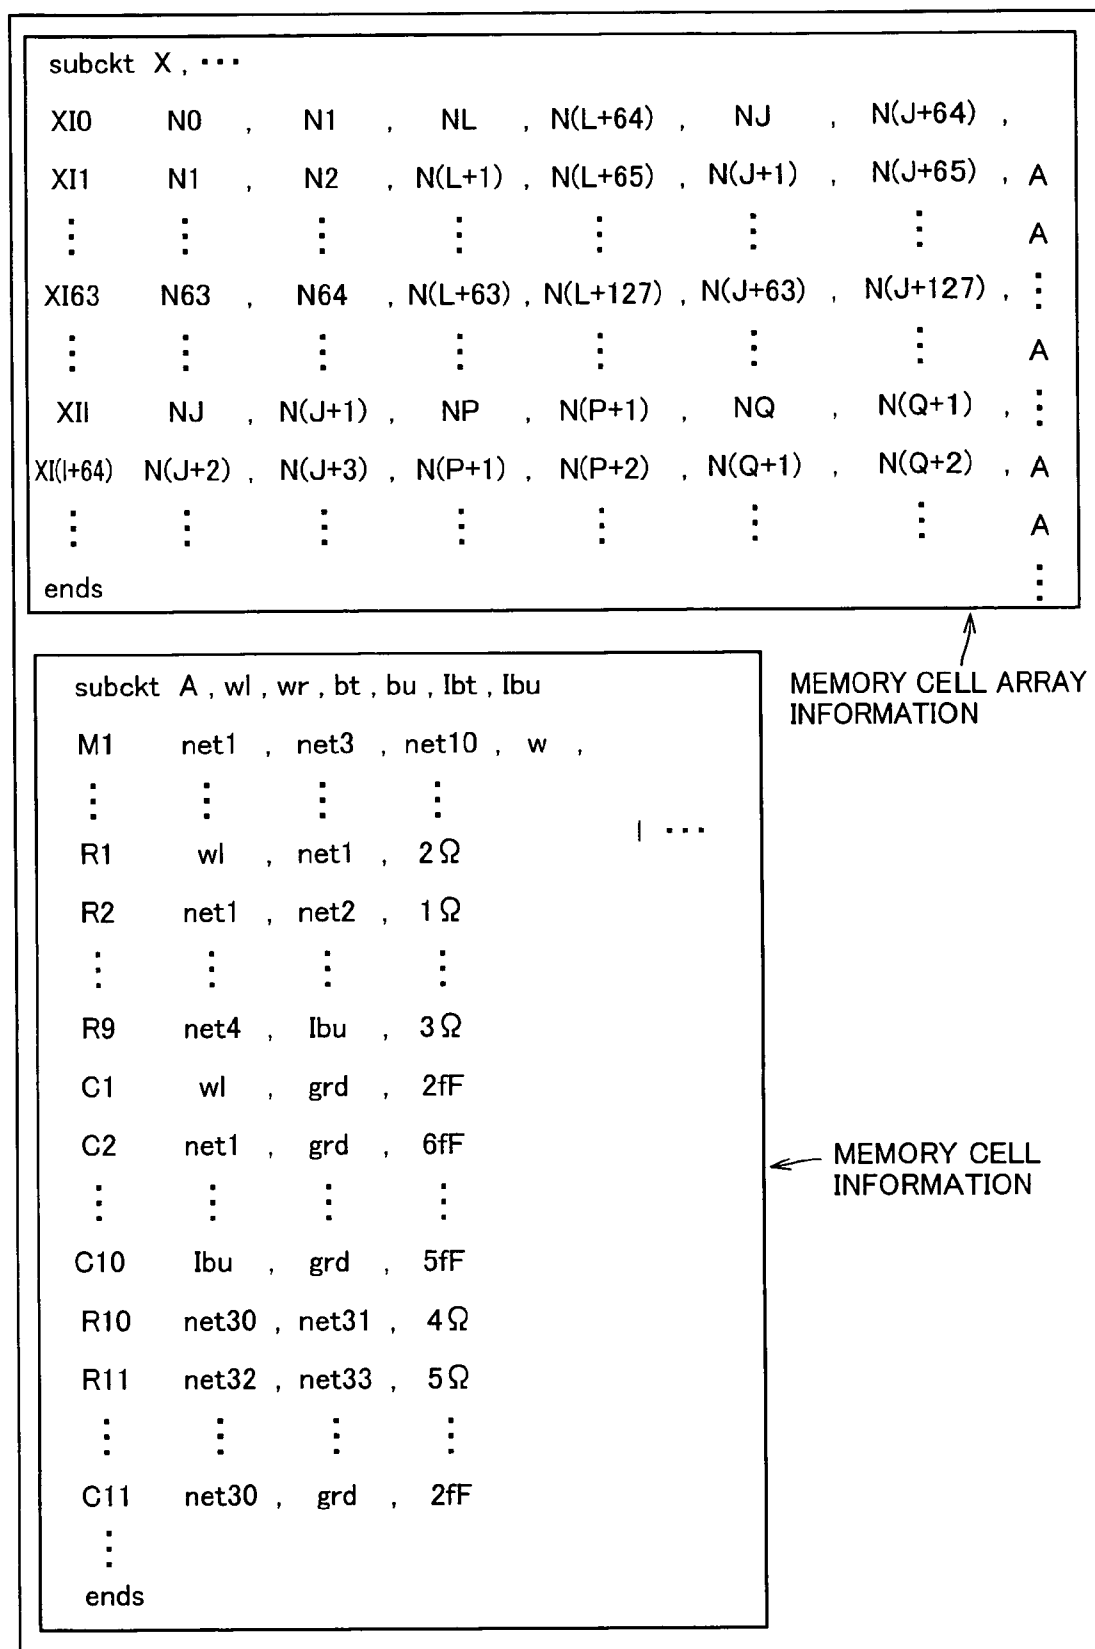 subckt X , ···
XI0 N0 , N1 , NL , N(L+64) , NJ , N(J+64) ,
XI1 N1 , N2 , N(L+1) , N(L+65) , N(J+1) , N(J+65) , A
⋮ ⋮ ⋮ ⋮ ⋮ ⋮ ⋮ A
XI63 N63 , N64 , N(L+63) , N(L+127) , N(J+63) , N(J+127) , ⋮
⋮ ⋮ ⋮ ⋮ ⋮ ⋮ ⋮ A
XII NJ , N(J+1) , NP , N(P+1) , NQ , N(Q+1) , ⋮
XI(I+64) N(J+2) , N(J+3) , N(P+1) , N(P+2) , N(Q+1) , N(Q+2) , A
⋮ ⋮ ⋮ ⋮ ⋮ ⋮ ⋮ A
ends ⋮
MEMORY CELL ARRAY
INFORMATION
subckt A , wl , wr , bt , bu , Ibt , Ibu
M1 net1 , net3 , net10 , w ,
⋮ ⋮ ⋮ ⋮
l ···
R1 wl , net1 , 2Ω
R2 net1 , net2 , 1Ω
⋮ ⋮ ⋮ ⋮
R9 net4 , Ibu , 3Ω
C1 wl , grd , 2fF
C2 net1 , grd , 6fF
⋮ ⋮ ⋮ ⋮
C10 Ibu , grd , 5fF
R10 net30 , net31 , 4Ω
R11 net32 , net33 , 5Ω
⋮ ⋮ ⋮ ⋮
C11 net30 , grd , 2fF
⋮
ends
MEMORY CELL
INFORMATION